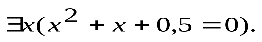 ∃x(x² + x + 0,5 = 0).